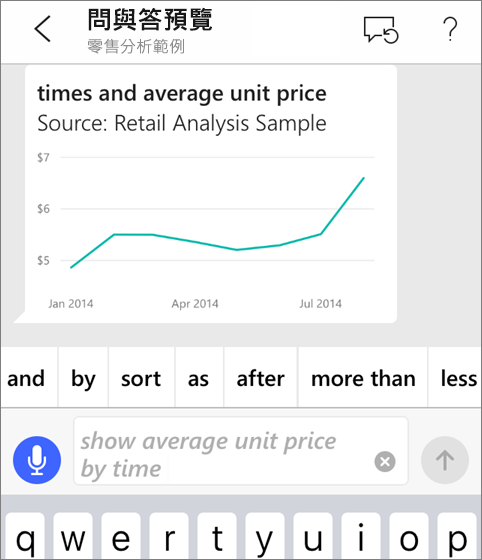 問與答預覽
零售分析範例
?
times and average unit price
Source: Retail Analysis Sample
$7
$6
$5
Jan 2014 Apr 2014 Jul 2014
and by sort as after more than less
show average unit price
by time
q w e r t y u i o p